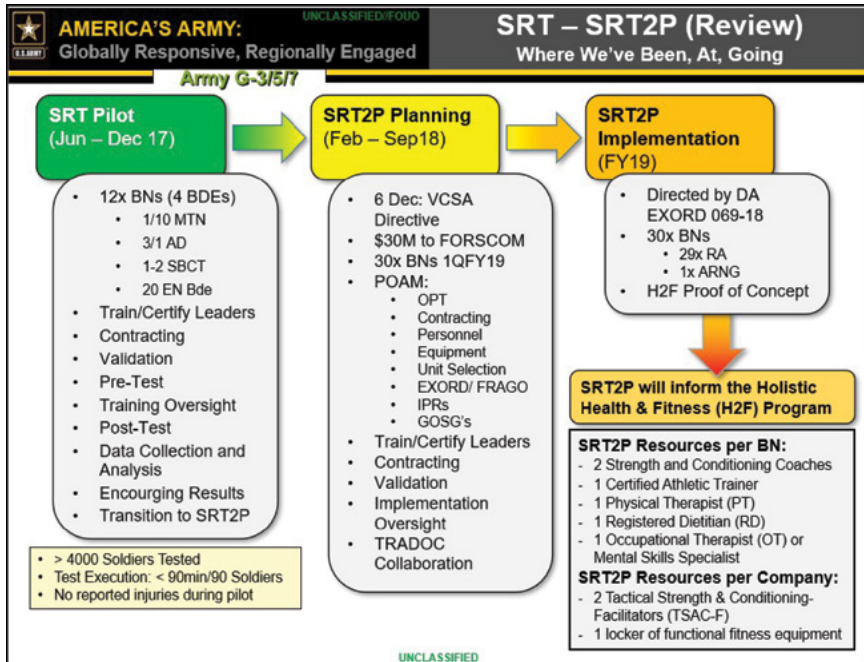 UNCLASSIFIED//FOUO
U.S.ARMY
AMERICA'S ARMY:
Globally Responsive, Regionally Engaged
SRT – SRT2P (Review)
Where We've Been, At, Going
Army G-3/5/7
SRT Pilot
(Jun – Dec 17)
• 12x BNs (4 BDEs)
• 1/10 MTN
• 3/1 AD
• 1-2 SBCT
• 20 EN Bde
• Train/Certify Leaders
• Contracting
• Validation
• Pre-Test
• Training Oversight
• Post-Test
• Data Collection and
Analysis
• Encourging Results
• Transition to SRT2P
• > 4000 Soldiers Tested
• Test Execution: < 90min/90 Soldiers
• No reported injuries during pilot
SRT2P Planning
(Feb – Sep18)
• 6 Dec: VCSA
Directive
• $30M to FORSCOM
• 30x BNs 1QFY19
• POAM:
• OPT
• Contracting
• Personnel
• Equipment
• Unit Selection
• EXORD/ FRAGO
• IPRs
• GOSG's
• Train/Certify Leaders
• Contracting
• Validation
• Implementation
Oversight
• TRADOC
Collaboration
SRT2P
Implementation
(FY19)
• Directed by DA
EXORD 069-18
• 30x BNs
• 29x RA
• 1x ARNG
• H2F Proof of Concept
SRT2P will inform the Holistic
Health & Fitness (H2F) Program
SRT2P Resources per BN:
- 2 Strength and Conditioning Coaches
- 1 Certified Athletic Trainer
- 1 Physical Therapist (PT)
- 1 Registered Dietitian (RD)
- 1 Occupational Therapist (OT) or
Mental Skills Specialist
SRT2P Resources per Company:
- 2 Tactical Strength & Conditioning-
Facilitators (TSAC-F)
- 1 locker of functional fitness equipment
UNCLASSIFIED